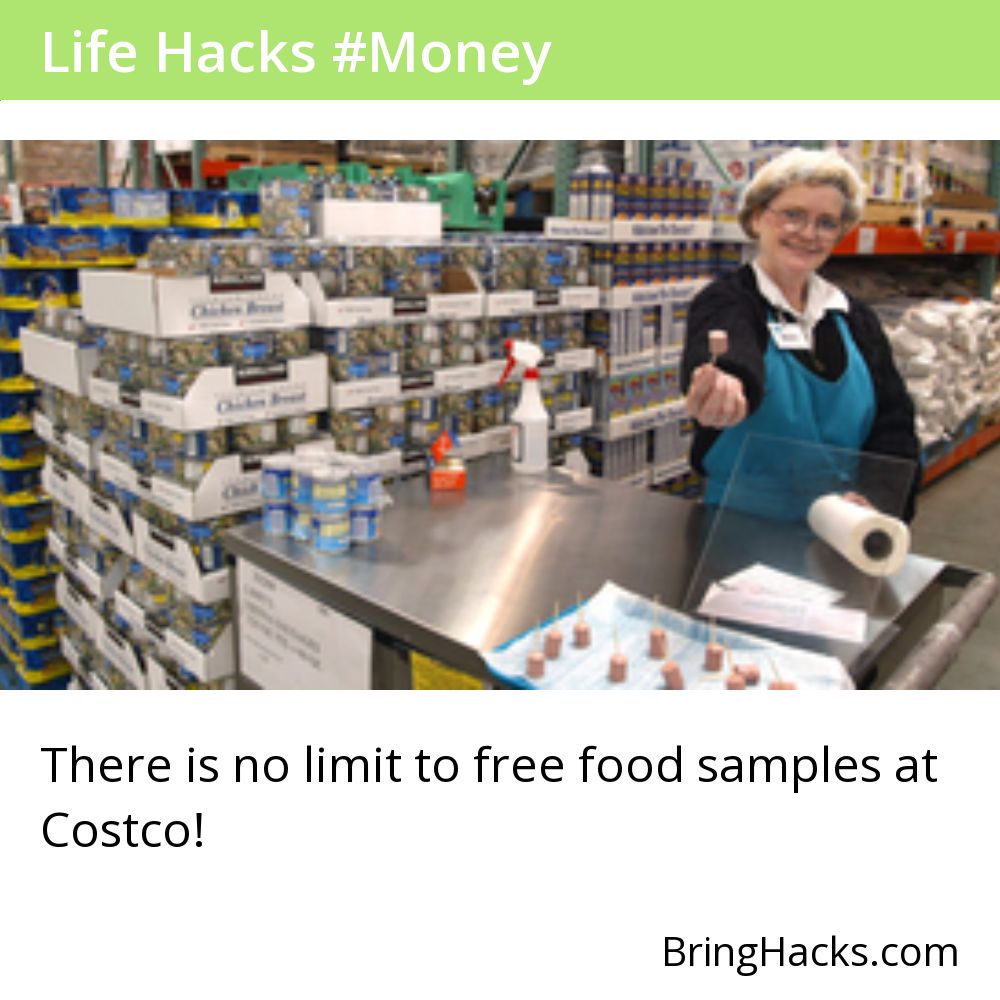 Life Hacks #Money
Chicken Breast
Chicken Breast
There is no limit to free food samples at
Costco!
BringHacks.com